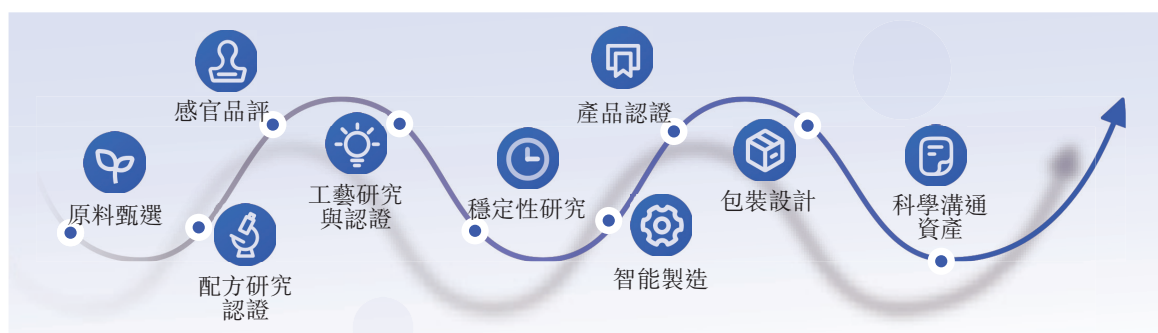 原料甄選
配方研究
認證
感官品評
工藝研究
與認證
穩定性研究
智能製造
產品認證
包裝設計
科學溝通
資產